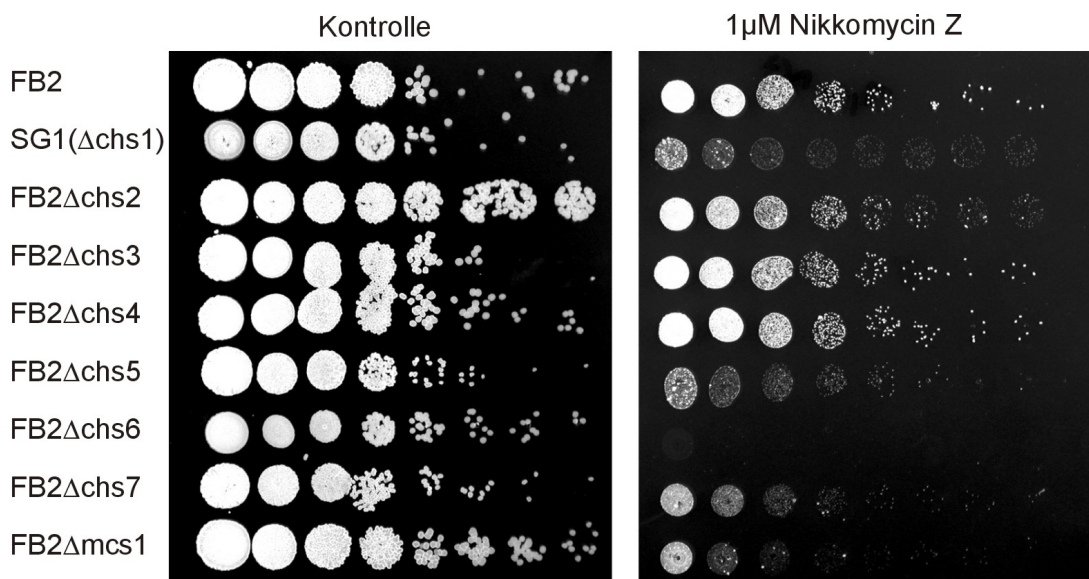 Kontrolle
1µM Nikkomycin Z
FB2
SG1(Δchs1)
FB2Δchs2
FB2Δchs3
FB2Δchs4
FB2Δchs5
FB2Δchs6
FB2Δchs7
FB2Δmcs1